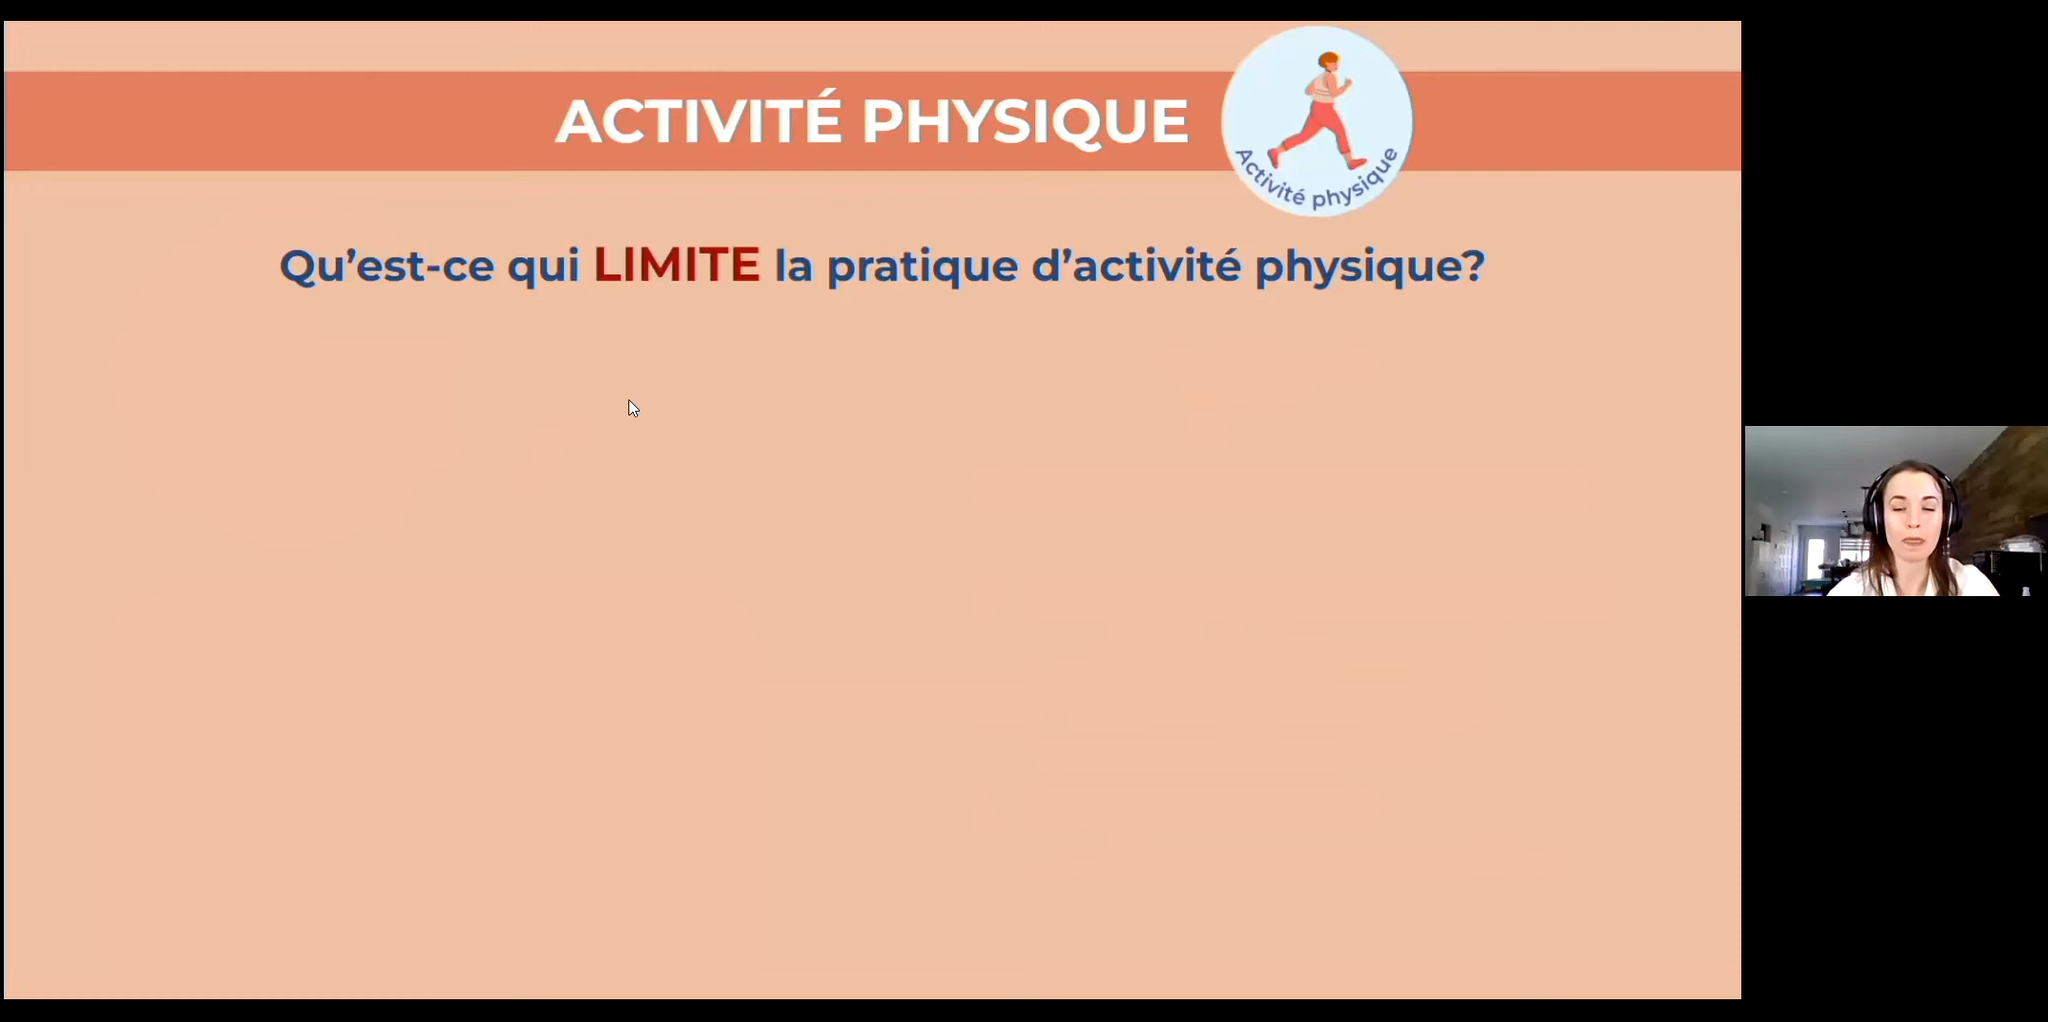 ACTIVITÉ PHYSIQUE
Activité physique
Qu’est-ce qui LIMITE la pratique d’activité physique?